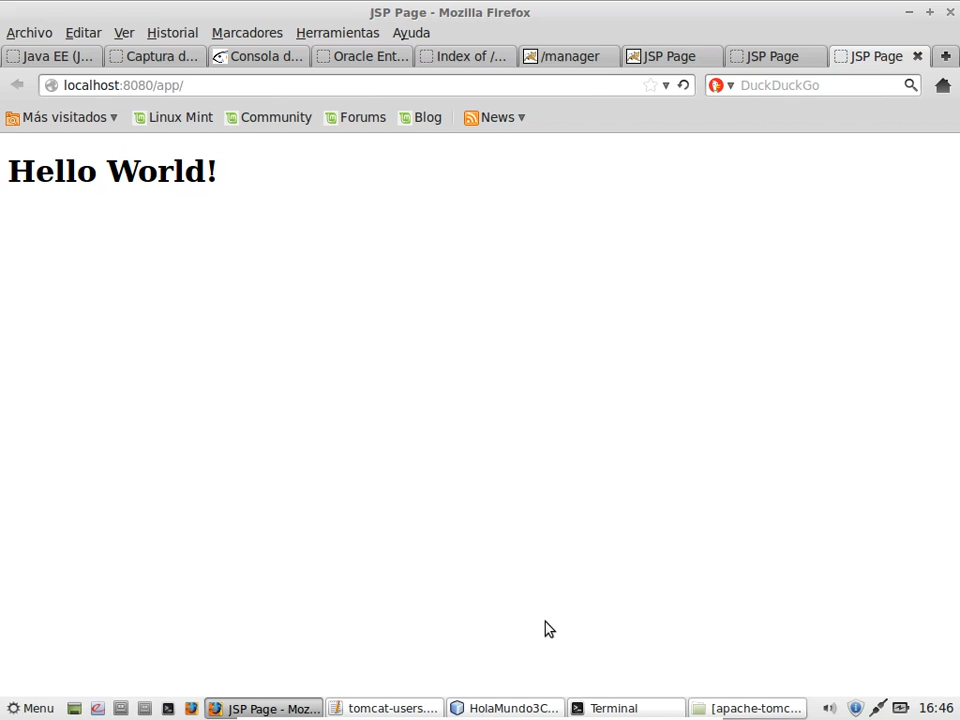 JSP Page - Mozilla Firefox
Archivo Editar Ver Historial Marcadores Herramientas Ayuda
Java EE (J... Captura d... Consola d... Oracle Ent... Index of /... /manager JSP Page JSP Page JSP Page
localhost:8080/app/ DuckDuckGo
Más visitados Linux Mint Community Forums Blog News
Hello World!
Menu JSP Page - Moz... tomcat-users.... HolaMundo3C... Terminal [apache-tomc... 16:46